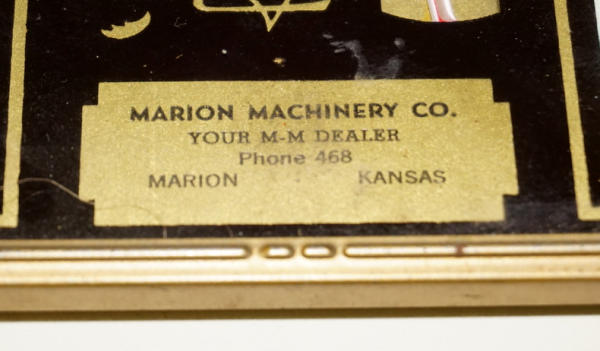 MARION MACHINERY CO.
YOUR M-M DEALER
Phone 468
MARION KANSAS